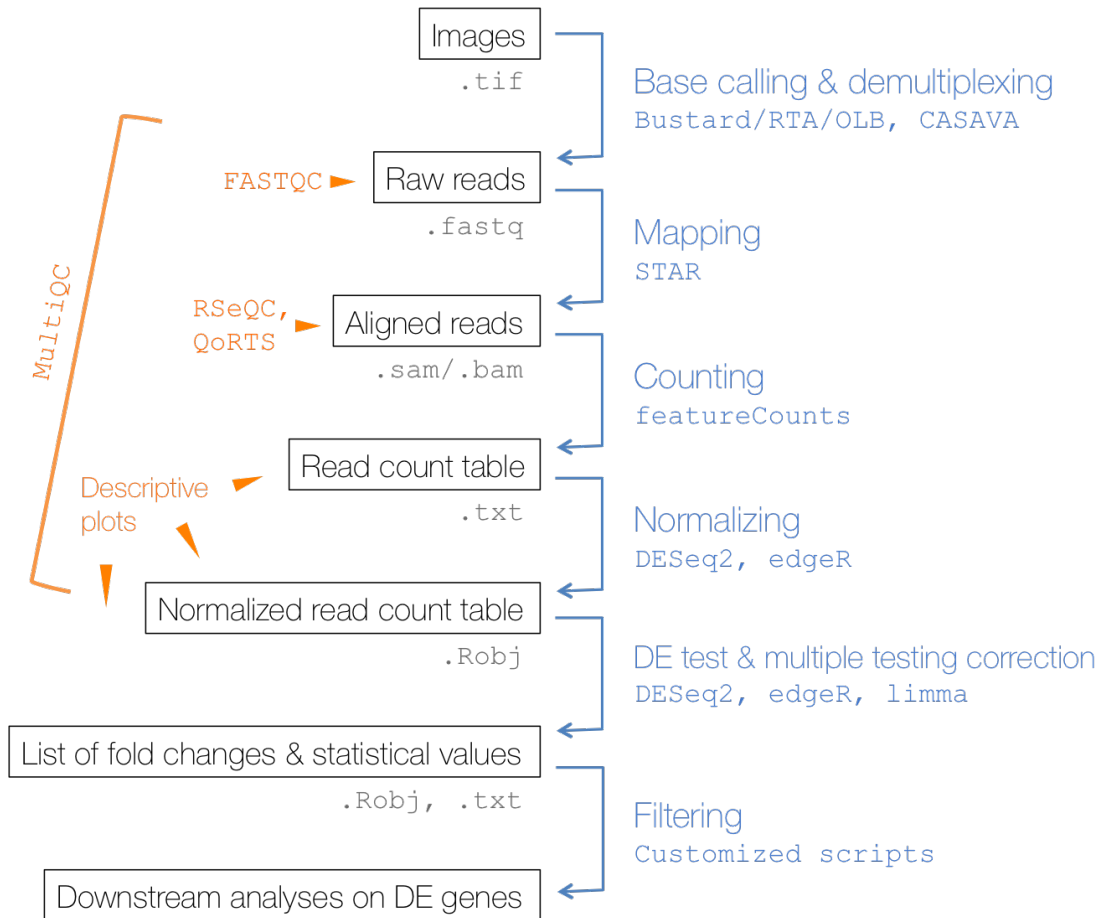 Images
.tif
Base calling & demultiplexing
Bustard/RTA/OLB, CASAVA
FASTQC
Raw reads
.fastq
Mapping
STAR
MultiQC
RSeQC,
QoRTS
Aligned reads
.sam/.bam
Counting
featureCounts
Read count table
.txt
Descriptive
plots
Normalizing
DESeq2, edgeR
Normalized read count table
.Robj
DE test & multiple testing correction
DESeq2, edgeR, limma
List of fold changes & statistical values
.Robj, .txt
Filtering
Customized scripts
Downstream analyses on DE genes